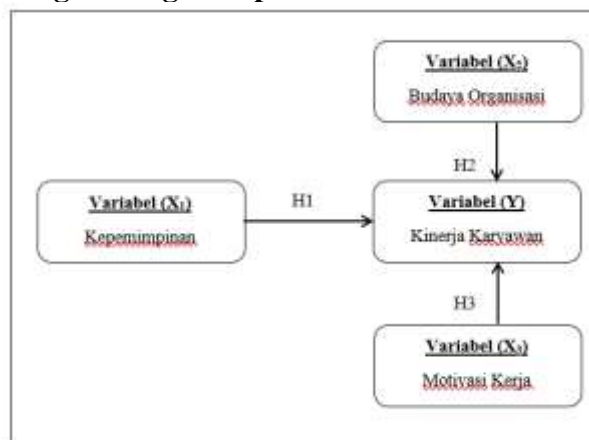 Variabel (X₂)
Budaya Organisasi
H2
Variabel (X₁)
Kepemimpinan
H1
Variabel (Y)
Kinerja Karyawan
H3
Variabel (X₃)
Motivasi Kerja